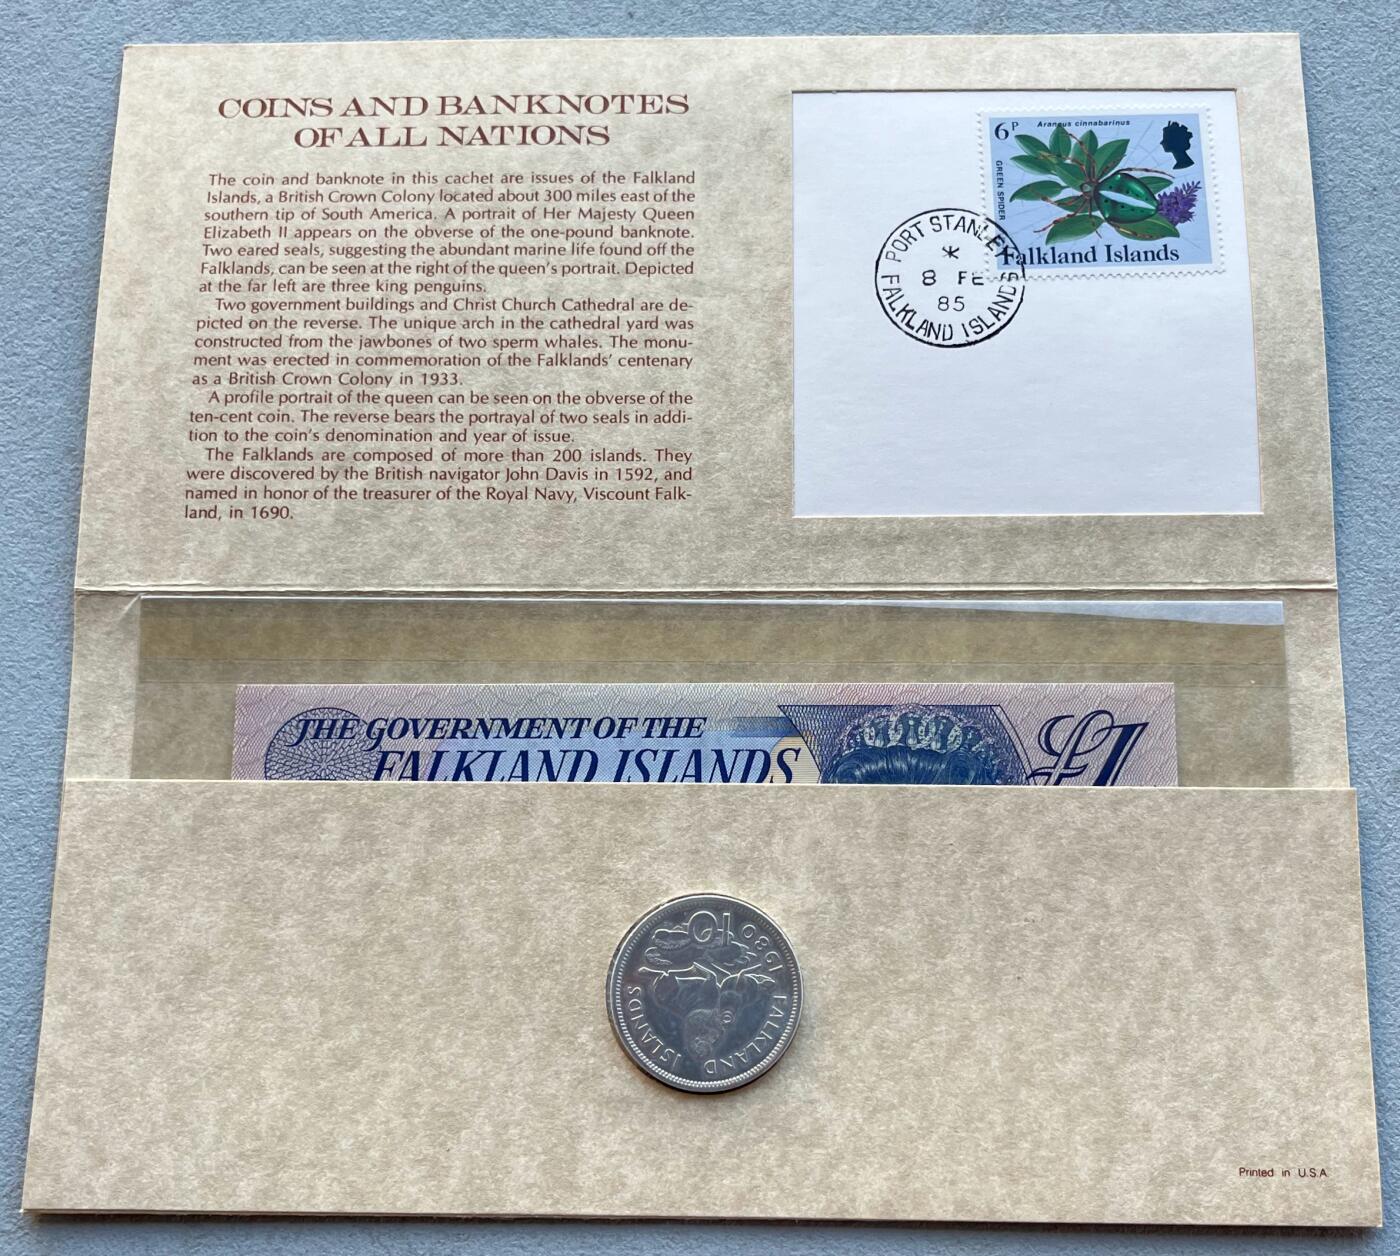 COINS AND BANKNOTES
OF ALL NATIONS
The coin and banknote in this cachet are issues of the Falkland
Islands, a British Crown Colony located about 300 miles east of the
southern tip of South America. A portrait of Her Majesty Queen
Elizabeth II appears on the obverse of the one-pound banknote.
Two eared seals, suggesting the abundant marine life found off the
Falklands, can be seen at the right of the queen's portrait. Depicted
at the far left are three king penguins.
Two government buildings and Christ Church Cathedral are de-
picted on the reverse. The unique arch in the cathedral yard was
constructed from the jawbones of two sperm whales. The monu-
ment was erected in commemoration of the Falklands' centenary
as a British Crown Colony in 1933.
A profile portrait of the queen can be seen on the obverse of the
ten-cent coin. The reverse bears the portrayal of two seals in addi-
tion to the coin's denomination and year of issue.
The Falklands are composed of more than 200 islands. They
were discovered by the British navigator John Davis in 1592, and
named in honor of the treasurer of the Royal Navy, Viscount Falk-
land, in 1690.
6P
Araneus cinnabarinus
GREEN SPIDER
Falkland Islands
PORT STANLEY
*
8 FE
85
FALKLAND ISLANDS
THE GOVERNMENT OF THE
FALKLAND ISLANDS
£1
10
1980
FALKLAND ISLANDS
Printed in U.S.A.